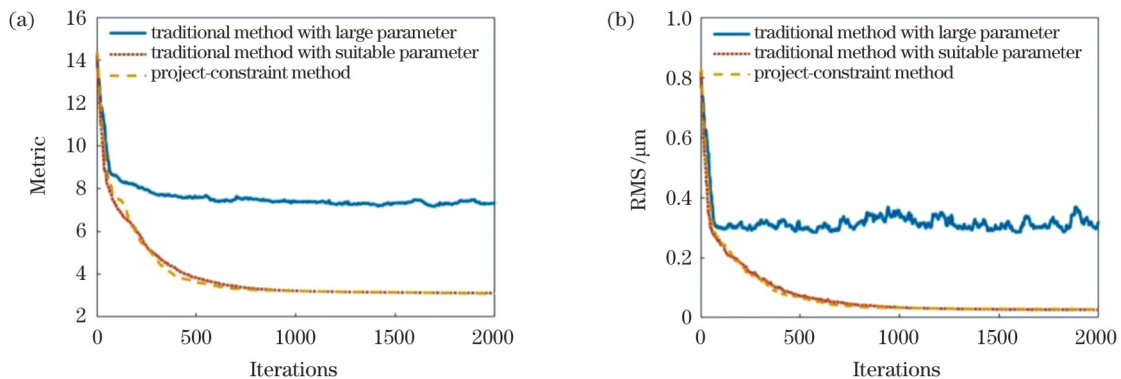 (a)
16
14
12
10
8
6
4
2
Metric
traditional method with large parameter
traditional method with suitable parameter
project-constraint method
0
500
1000
1500
2000
Iterations
(b)
1.0
0.8
0.6
0.4
0.2
0
RMS /μm
traditional method with large parameter
traditional method with suitable parameter
project-constraint method
0
500
1000
1500
2000
Iterations